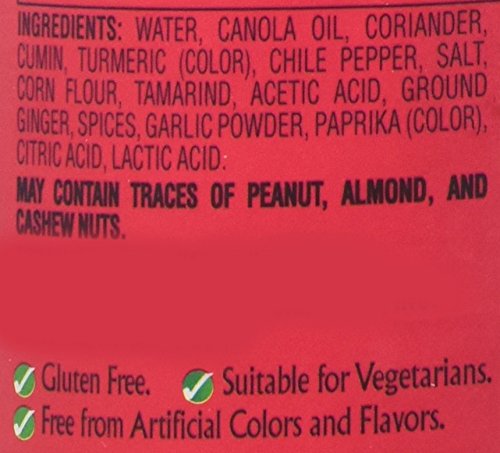 INGREDIENTS: WATER, CANOLA OIL, CORIANDER,
CUMIN, TURMERIC (COLOR), CHILE PEPPER, SALT,
CORN FLOUR, TAMARIND, ACETIC ACID, GROUND
GINGER, SPICES, GARLIC POWDER, PAPRIKA (COLOR),
CITRIC ACID, LACTIC ACID.
MAY CONTAIN TRACES OF PEANUT, ALMOND, AND
CASHEW NUTS.
Gluten Free. Suitable for Vegetarians.
Free from Artificial Colors and Flavors.